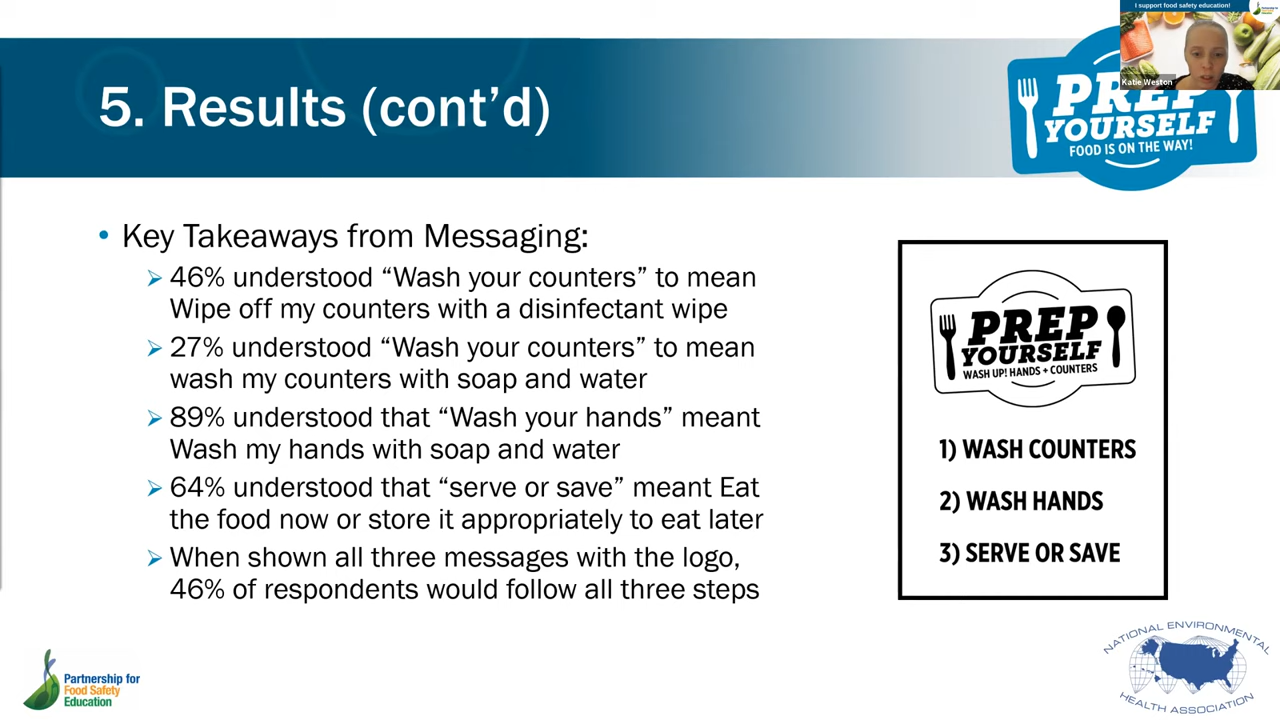 I support food safety education!
Partnership for
Food Safety
Education
Katie Weston
5. Results (cont’d)
PREP
YOURSELF
FOOD IS ON THE WAY!
• Key Takeaways from Messaging:
46% understood “Wash your counters” to mean
Wipe off my counters with a disinfectant wipe
27% understood “Wash your counters” to mean
wash my counters with soap and water
89% understood that “Wash your hands” meant
Wash my hands with soap and water
64% understood that “serve or save” meant Eat
the food now or store it appropriately to eat later
When shown all three messages with the logo,
46% of respondents would follow all three steps
PREP
YOURSELF
WASH UP! HANDS + COUNTERS
1) WASH COUNTERS
2) WASH HANDS
3) SERVE OR SAVE
Partnership for
Food Safety
Education
NATIONAL ENVIRONMENTAL
HEALTH ASSOCIATION